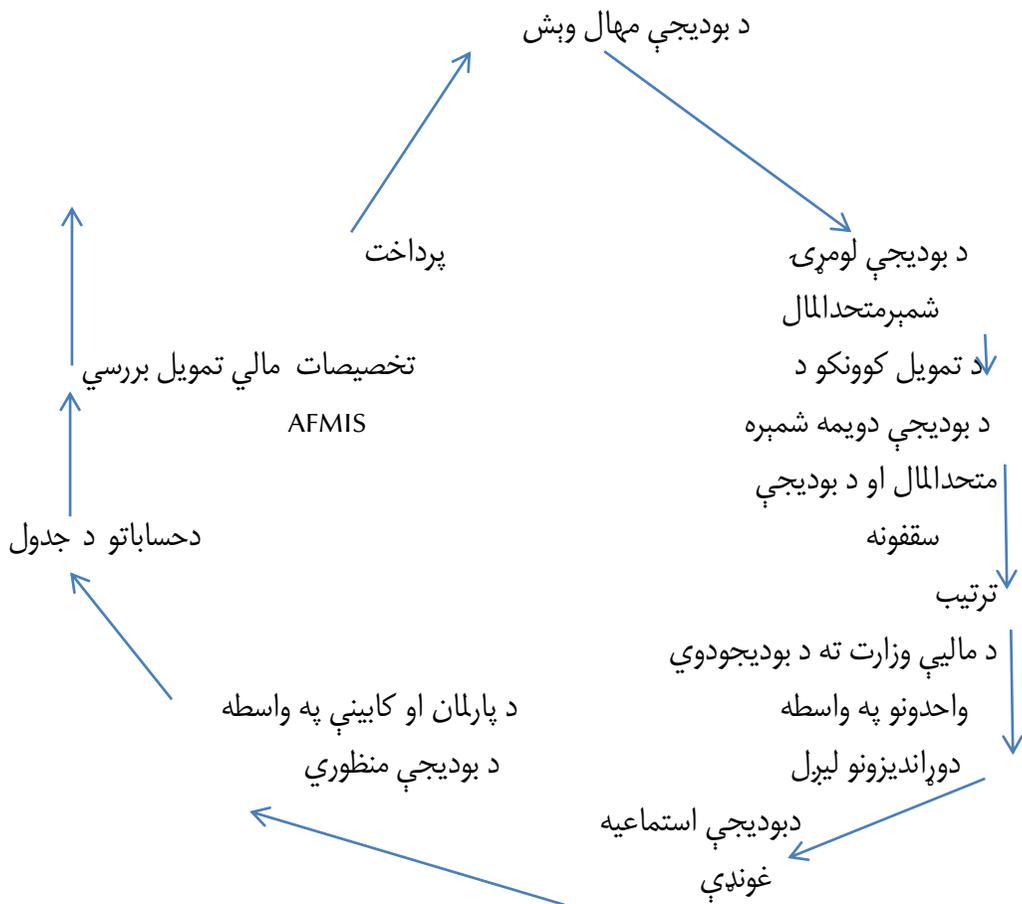 د بودیجې مهال وېش
د بودیجې لومړۍ
شمېرمتحدالمال
د تمویل کوونکو د
د بودیجې دویمه شمېره
متحدالمال او د بودیجې
سقفونه
ترتیب
د مالیې وزارت ته د بودیجودوي
واحدونو په واسطه
دوړاندیزونو لیږل
دبودیجې استماعیه
غونډې
د پارلمان او کابینې په واسطه
د بودیجې منظوري
دحساباتو د جدول
تخصیصات مالي تمویل بررسي
AFMIS
پرداخت